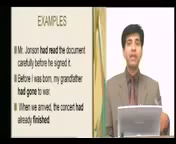 EXAMPLES
Mr. Jonson had read the document
carefully before he signed it.
Before I was born, my grandfather
had gone to war.
When we arrived, the concert had
already finished.